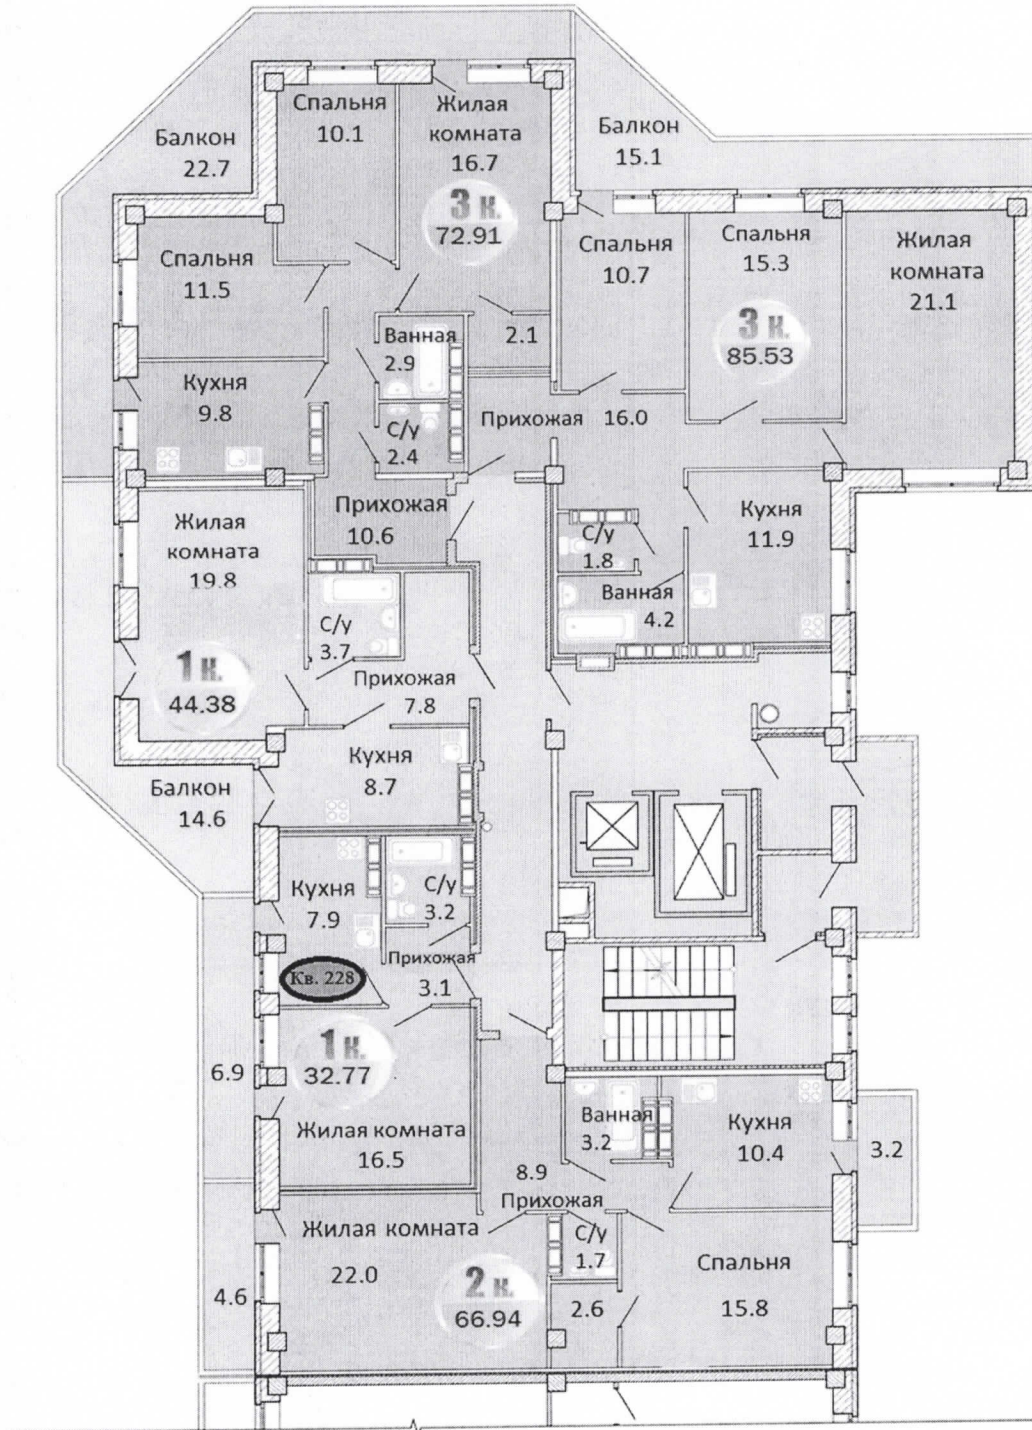 Спальня
10.1
Жилая
комната
16.7
Балкон
22.7
Балкон
15.1
3 к.
72.91
Спальня
11.5
Спальня
10.7
Спальня
15.3
Жилая
комната
21.1
3 к.
85.53
Ванная
2.9
2.1
Кухня
9.8
С/у
2.4
Прихожая 16.0
Прихожая
10.6
Кухня
11.9
С/у
1.8
Ванная
4.2
Жилая
комната
19.8
С/у
3.7
1 к.
44.38
Прихожая
7.8
Кухня
8.7
Балкон
14.6
Кухня
7.9
С/у
3.2
Прихожая
3.1
Кв. 228
1 к.
32.77
6.9
Жилая комната
16.5
Ванная
3.2
Кухня
10.4
3.2
8.9
Прихожая
Жилая комната
22.0
С/у
1.7
Спальня
15.8
2 к.
66.94
2.6
4.6